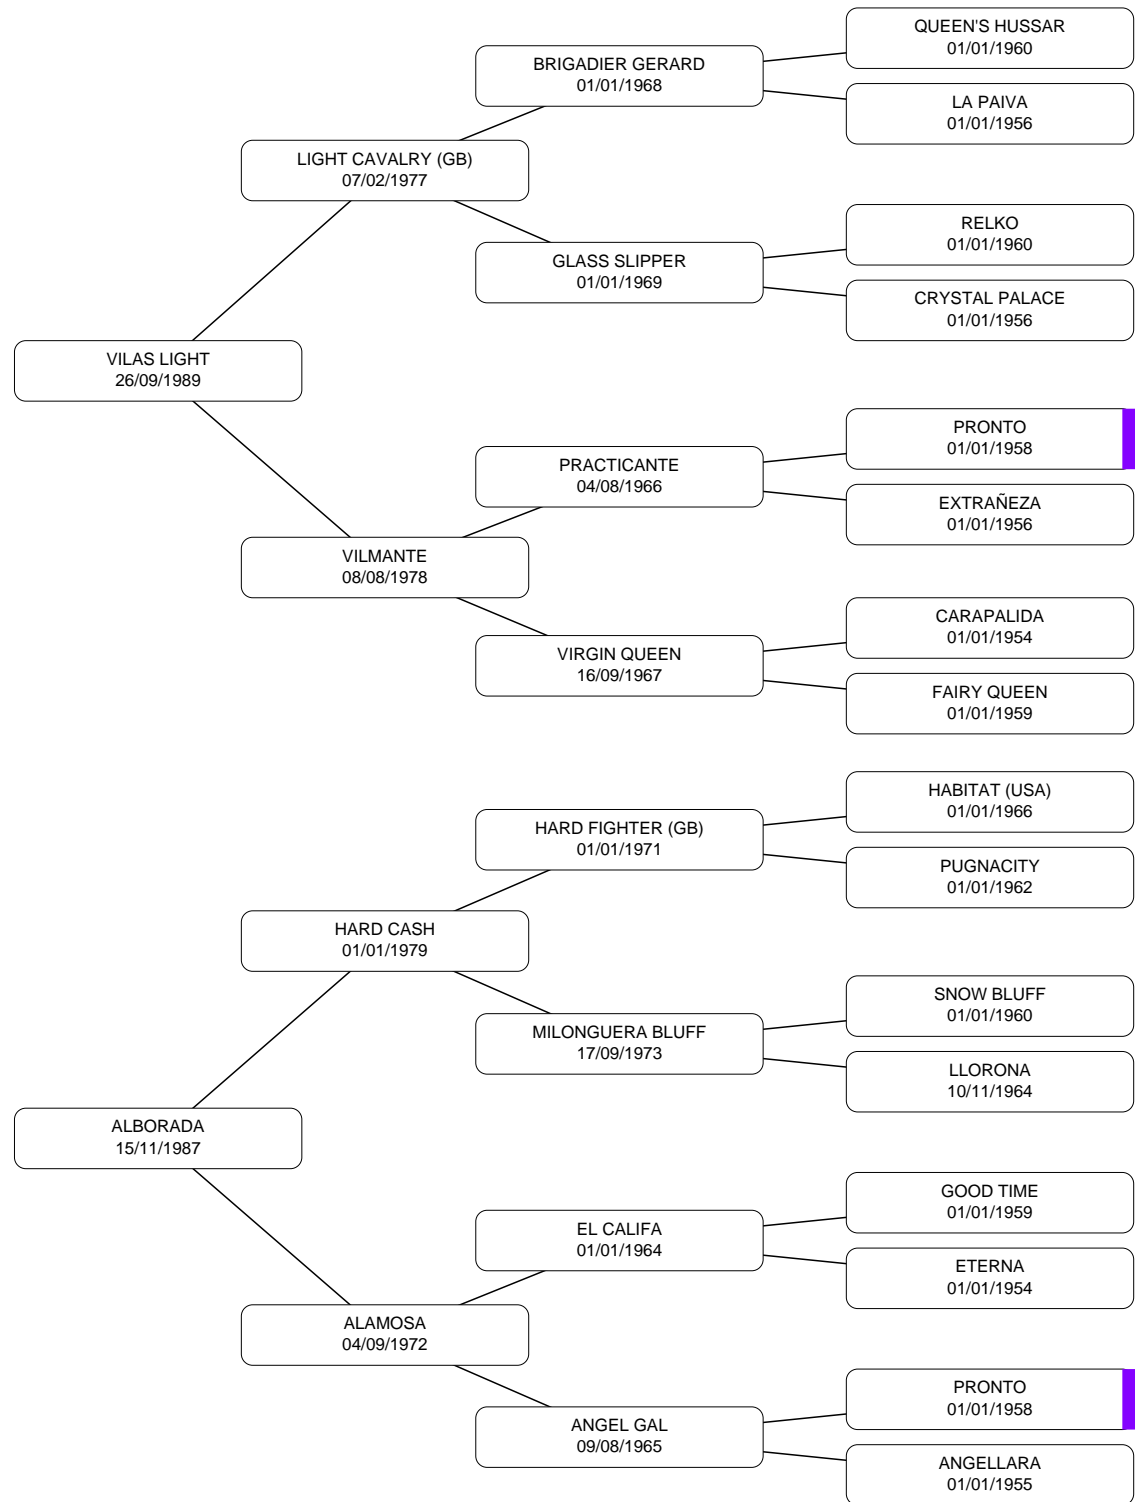 QUEEN'S HUSSAR
01/01/1960
BRIGADIER GERARD
01/01/1968
LA PAIVA
01/01/1956
LIGHT CAVALRY (GB)
07/02/1977
RELKO
01/01/1960
GLASS SLIPPER
01/01/1969
CRYSTAL PALACE
01/01/1956
VILAS LIGHT
26/09/1989
PRONTO
01/01/1958
PRACTICANTE
04/08/1966
EXTRAÑEZA
01/01/1956
VILMANTE
08/08/1978
CARAPALIDA
01/01/1954
VIRGIN QUEEN
16/09/1967
FAIRY QUEEN
01/01/1959
HABITAT (USA)
01/01/1966
HARD FIGHTER (GB)
01/01/1971
PUGNACITY
01/01/1962
HARD CASH
01/01/1979
SNOW BLUFF
01/01/1960
MILONGUERA BLUFF
17/09/1973
LLORONA
10/11/1964
ALBORADA
15/11/1987
GOOD TIME
01/01/1959
EL CALIFA
01/01/1964
ETERNA
01/01/1954
ALAMOSA
04/09/1972
PRONTO
01/01/1958
ANGEL GAL
09/08/1965
ANGELLARA
01/01/1955